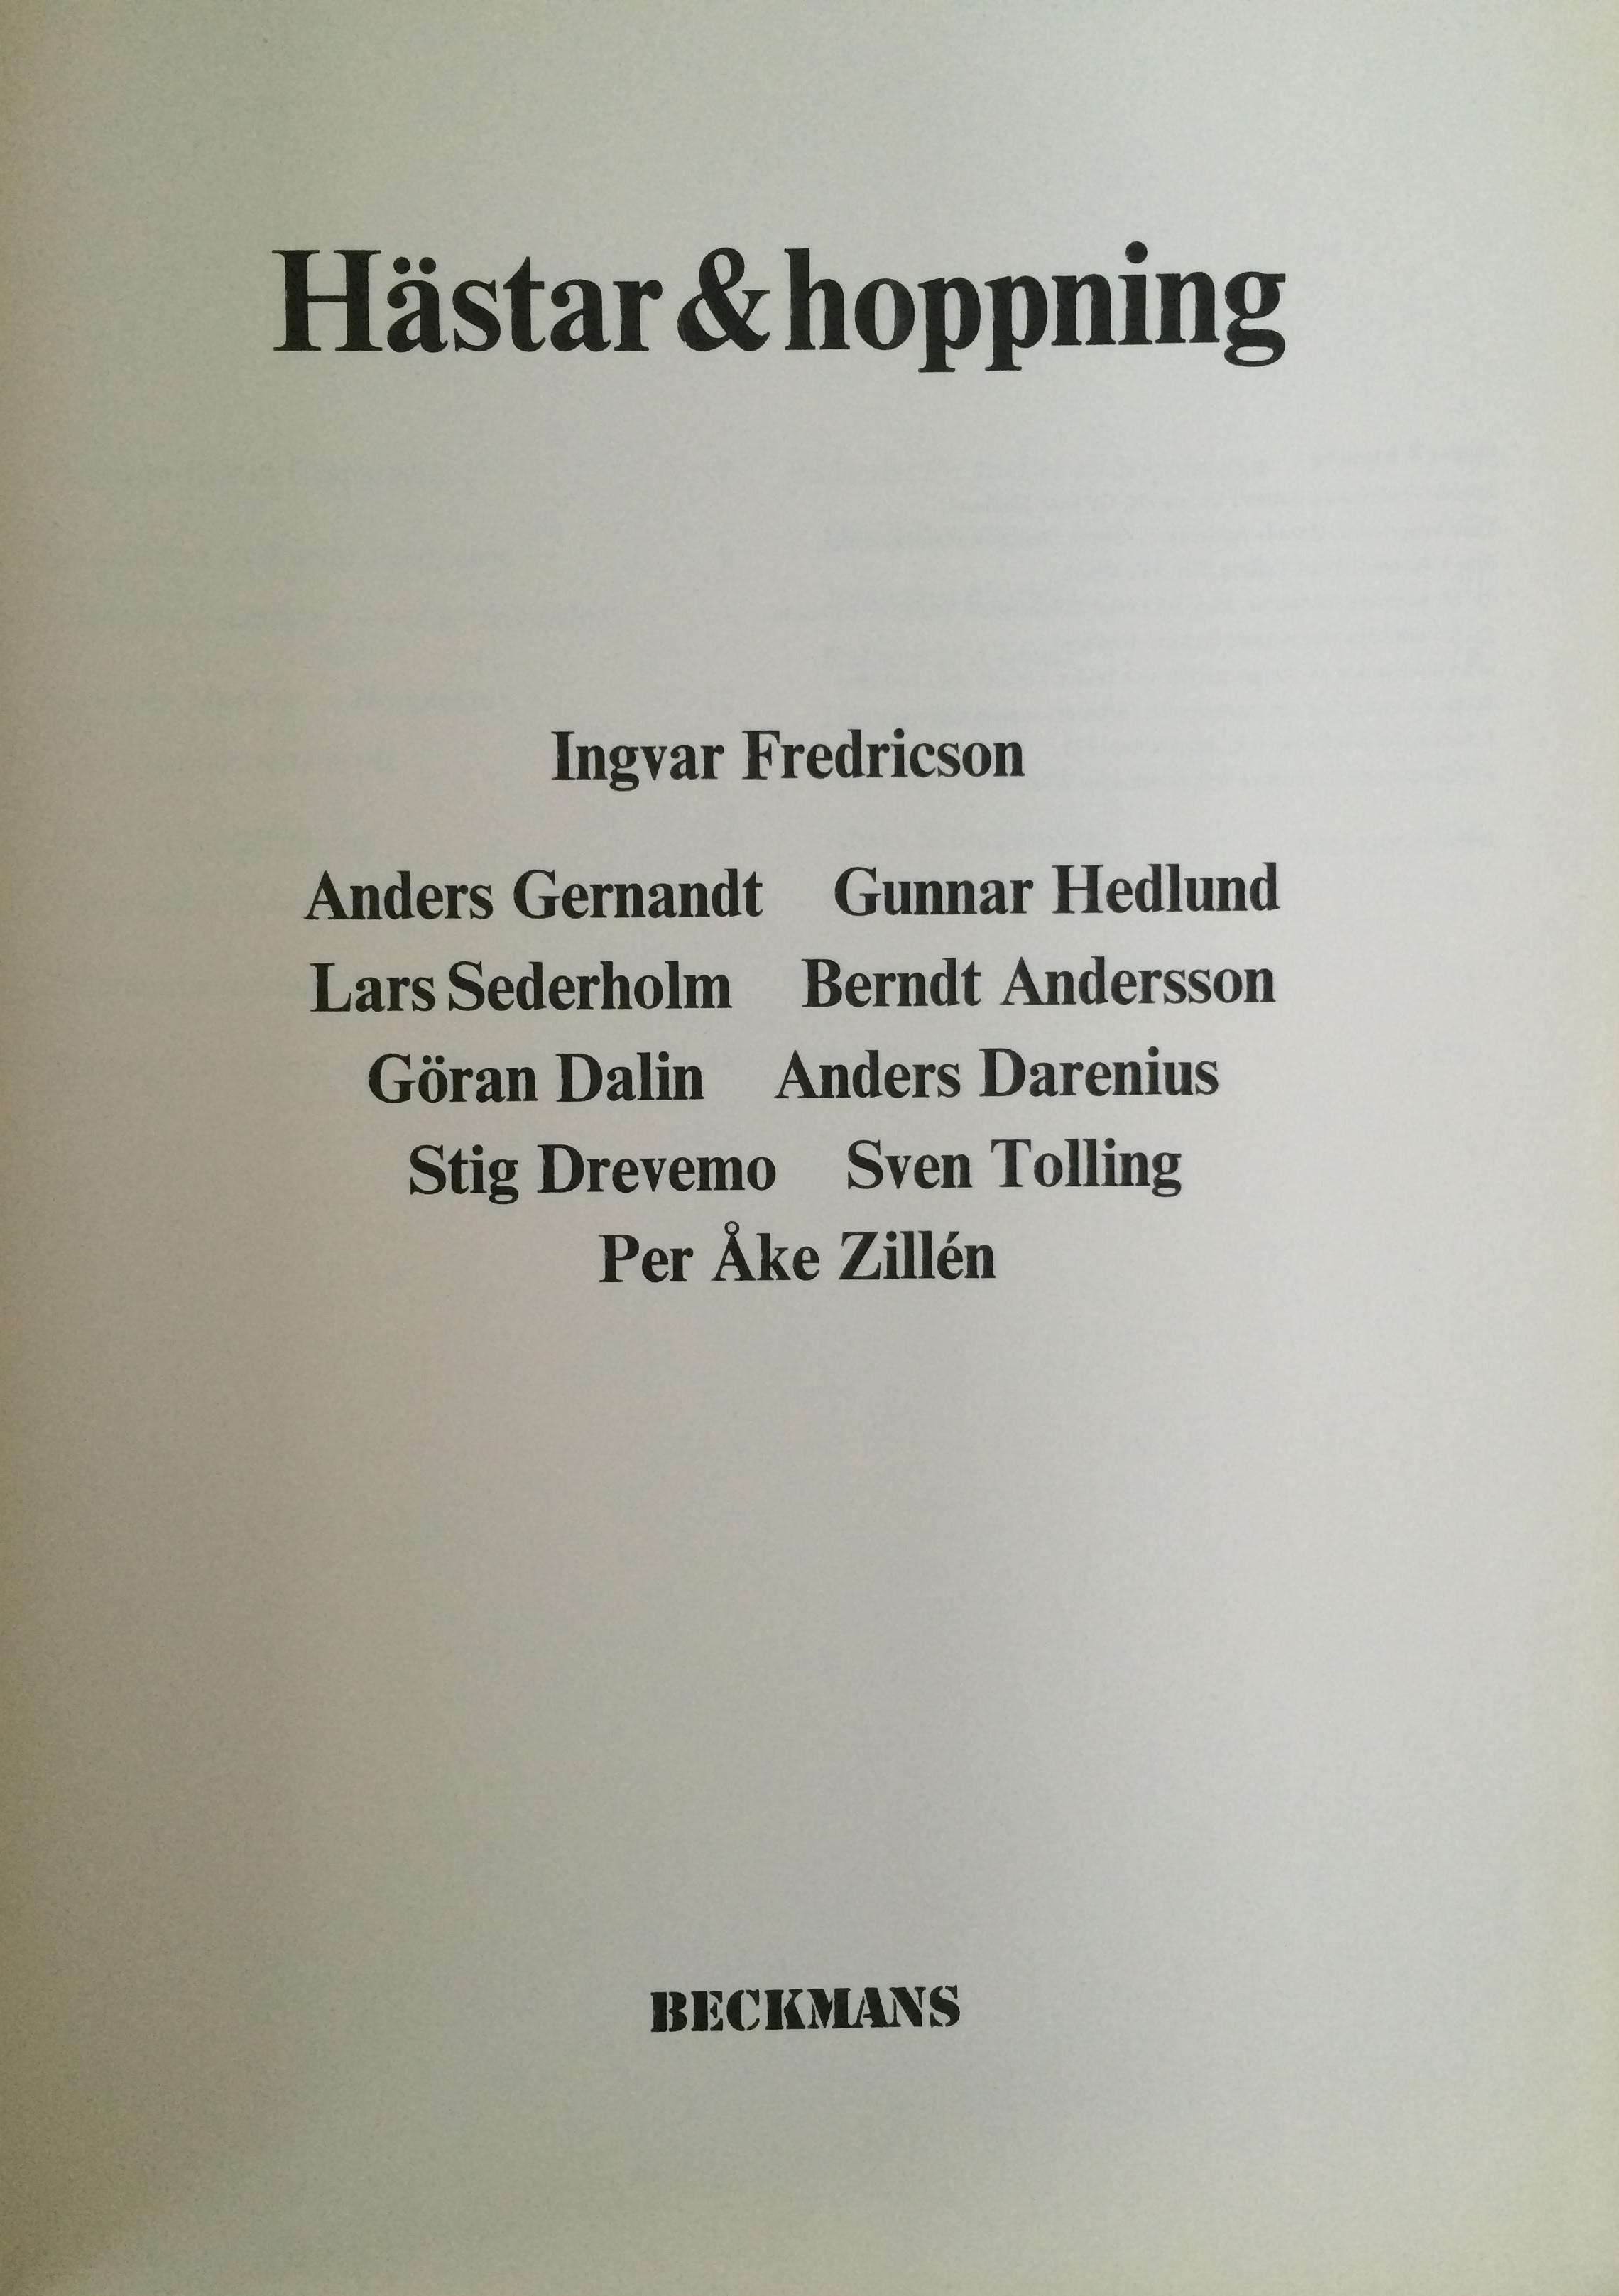 Hästar & hoppning
Ingvar Fredricson
Anders Gernandt Gunnar Hedlund
Lars Sederholm Berndt Andersson
Göran Dalin Anders Darenius
Stig Drevemo Sven Tolling
Per Åke Zillén
BECKMANS